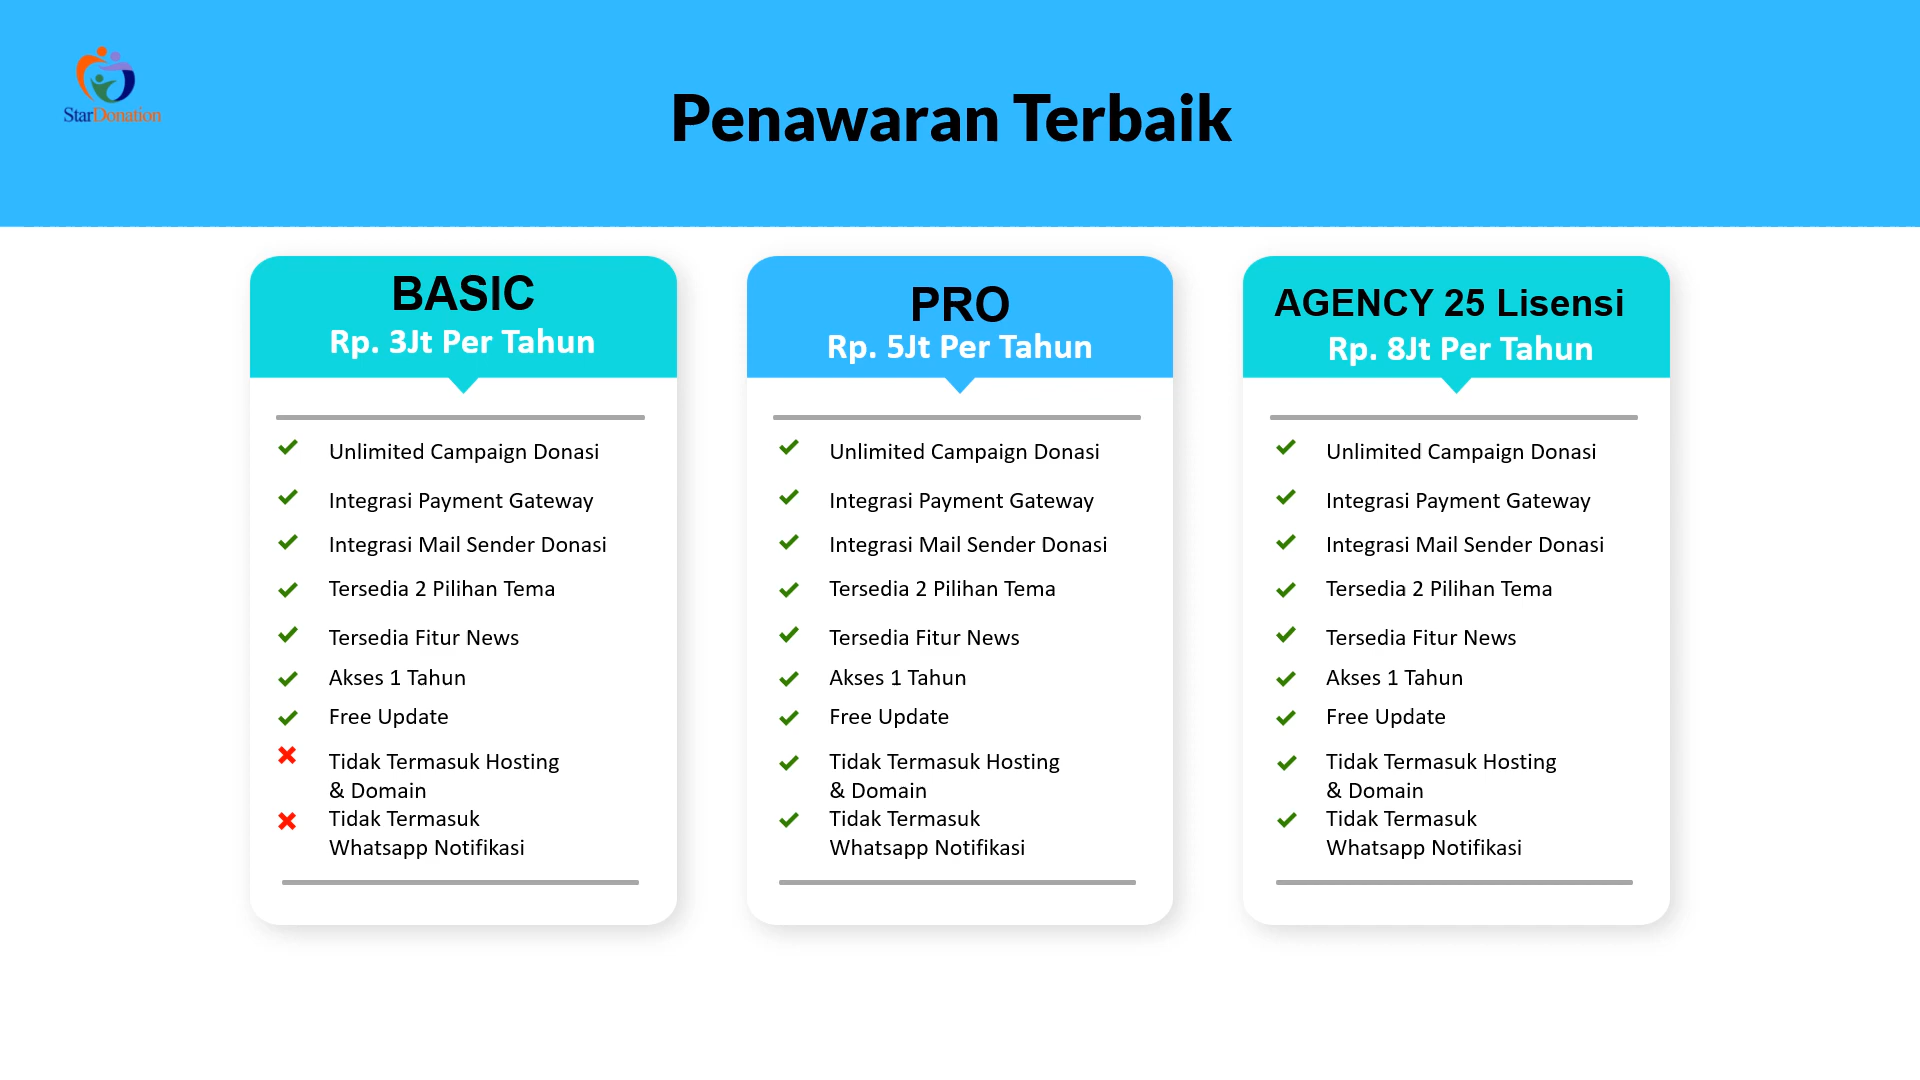 StarDonation
Penawaran Terbaik
BASIC
Rp. 3Jt Per Tahun
Unlimited Campaign Donasi
Integrasi Payment Gateway
Integrasi Mail Sender Donasi
Tersedia 2 Pilihan Tema
Tersedia Fitur News
Akses 1 Tahun
Free Update
Tidak Termasuk Hosting
& Domain
Tidak Termasuk
Whatsapp Notifikasi
PRO
Rp. 5Jt Per Tahun
Unlimited Campaign Donasi
Integrasi Payment Gateway
Integrasi Mail Sender Donasi
Tersedia 2 Pilihan Tema
Tersedia Fitur News
Akses 1 Tahun
Free Update
Tidak Termasuk Hosting
& Domain
Tidak Termasuk
Whatsapp Notifikasi
AGENCY 25 Lisensi
Rp. 8Jt Per Tahun
Unlimited Campaign Donasi
Integrasi Payment Gateway
Integrasi Mail Sender Donasi
Tersedia 2 Pilihan Tema
Tersedia Fitur News
Akses 1 Tahun
Free Update
Tidak Termasuk Hosting
& Domain
Tidak Termasuk
Whatsapp Notifikasi